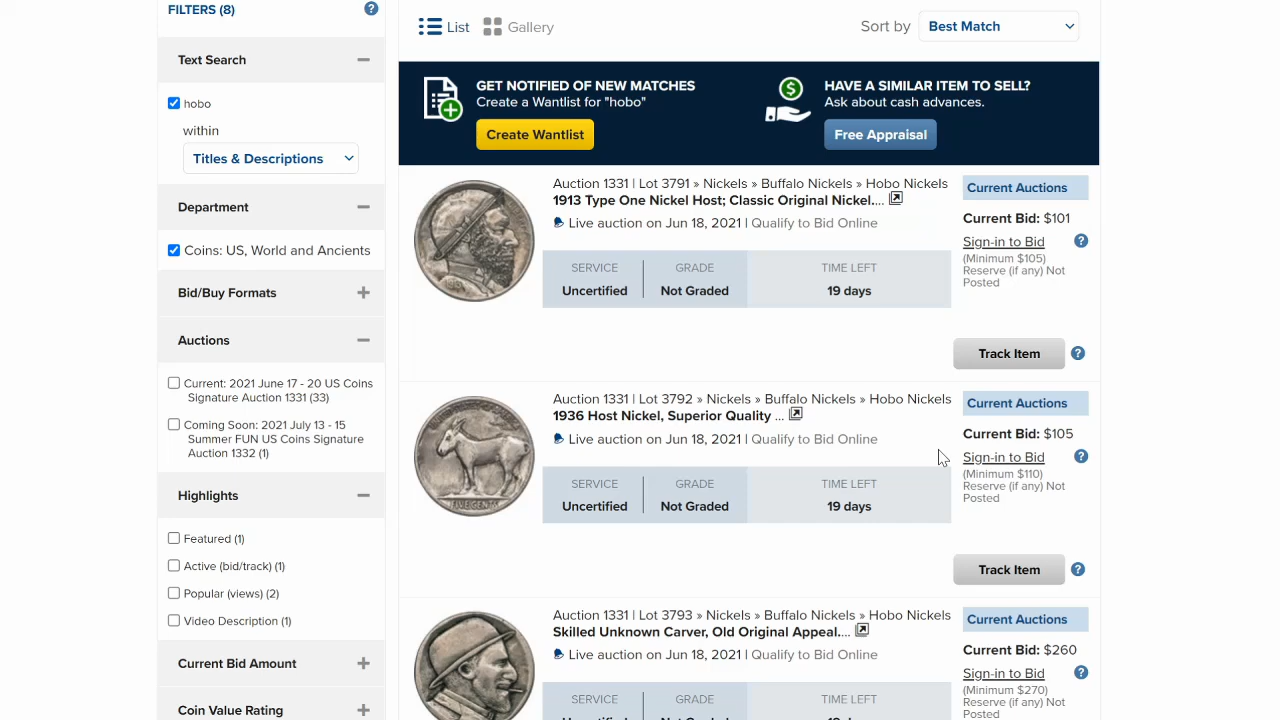 FILTERS (8)
?
Text Search
hobo
within
Titles & Descriptions
Department
Coins: US, World and Ancients
Bid/Buy Formats
Auctions
Current: 2021 June 17 - 20 US Coins
Signature Auction 1331 (33)
Coming Soon: 2021 July 13 - 15
Summer FUN US Coins Signature
Auction 1332 (1)
Highlights
Featured (1)
Active (bid/track) (1)
Popular (views) (2)
Video Description (1)
Current Bid Amount
Coin Value Rating
List
Gallery
Sort by
Best Match
GET NOTIFIED OF NEW MATCHES
Create a Wantlist for "hobo"
Create Wantlist
$
HAVE A SIMILAR ITEM TO SELL?
Ask about cash advances.
Free Appraisal
Auction 1331 | Lot 3791 » Nickels » Buffalo Nickels » Hobo Nickels
1913 Type One Nickel Host; Classic Original Nickel....
Live auction on Jun 18, 2021 | Qualify to Bid Online
SERVICE GRADE TIME LEFT
Uncertified Not Graded 19 days
Current Auctions
Current Bid: $101
Sign-in to Bid ?
(Minimum $105)
Reserve (if any) Not
Posted
Track Item ?
Auction 1331 | Lot 3792 » Nickels » Buffalo Nickels » Hobo Nickels
1936 Host Nickel, Superior Quality ...
Live auction on Jun 18, 2021 | Qualify to Bid Online
FIVE CENTS
SERVICE GRADE TIME LEFT
Uncertified Not Graded 19 days
Current Auctions
Current Bid: $105
Sign-in to Bid ?
(Minimum $110)
Reserve (if any) Not
Posted
Track Item ?
Auction 1331 | Lot 3793 » Nickels » Buffalo Nickels » Hobo Nickels
Skilled Unknown Carver, Old Original Appeal....
Live auction on Jun 18, 2021 | Qualify to Bid Online
SERVICE GRADE TIME LEFT
Current Auctions
Current Bid: $260
Sign-in to Bid ?
(Minimum $270)
Reserve (if any) Not